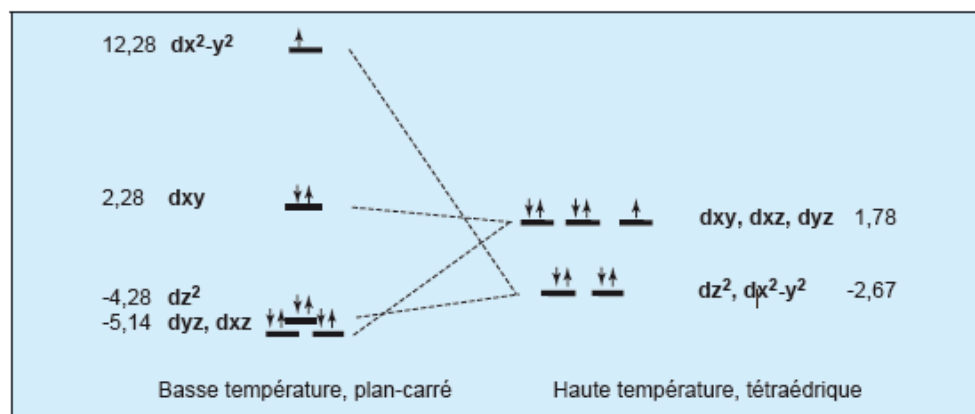 12,28 dx²-y²
2,28 dxy
dxy, dxz, dyz 1,78
-4,28 dz²
dz², dx²-y² -2,67
-5,14 dyz, dxz
Basse température, plan-carré Haute température, tétraédrique